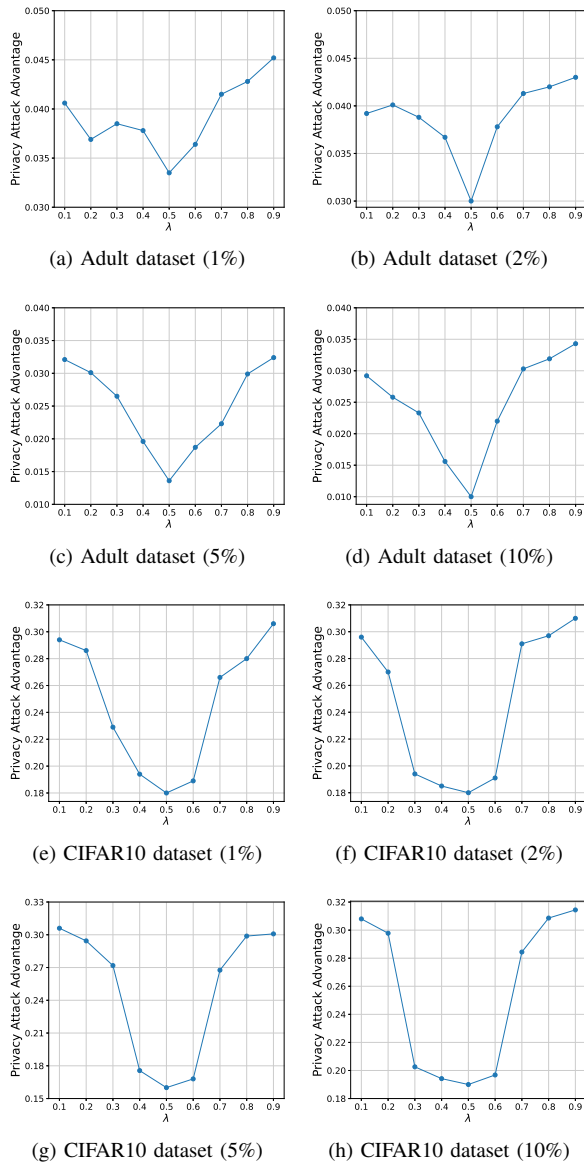 0.050
0.045
0.040
0.035
0.030
Privacy Attack Advantage
0.1 0.2 0.3 0.4 0.5 0.6 0.7 0.8 0.9
λ
(a) Adult dataset (1%)
0.050
0.045
0.040
0.035
0.030
Privacy Attack Advantage
0.1 0.2 0.3 0.4 0.5 0.6 0.7 0.8 0.9
λ
(b) Adult dataset (2%)
0.040
0.035
0.030
0.025
0.020
0.015
0.010
Privacy Attack Advantage
0.1 0.2 0.3 0.4 0.5 0.6 0.7 0.8 0.9
λ
(c) Adult dataset (5%)
0.040
0.035
0.030
0.025
0.020
0.015
0.010
Privacy Attack Advantage
0.1 0.2 0.3 0.4 0.5 0.6 0.7 0.8 0.9
λ
(d) Adult dataset (10%)
0.32
0.30
0.28
0.26
0.24
0.22
0.20
0.18
Privacy Attack Advantage
0.1 0.2 0.3 0.4 0.5 0.6 0.7 0.8 0.9
λ
(e) CIFAR10 dataset (1%)
0.32
0.30
0.28
0.26
0.24
0.22
0.20
0.18
Privacy Attack Advantage
0.1 0.2 0.3 0.4 0.5 0.6 0.7 0.8 0.9
λ
(f) CIFAR10 dataset (2%)
0.33
0.30
0.27
0.24
0.21
0.18
0.15
Privacy Attack Advantage
0.1 0.2 0.3 0.4 0.5 0.6 0.7 0.8 0.9
λ
(g) CIFAR10 dataset (5%)
0.32
0.30
0.28
0.26
0.24
0.22
0.20
0.18
Privacy Attack Advantage
0.1 0.2 0.3 0.4 0.5 0.6 0.7 0.8 0.9
λ
(h) CIFAR10 dataset (10%)